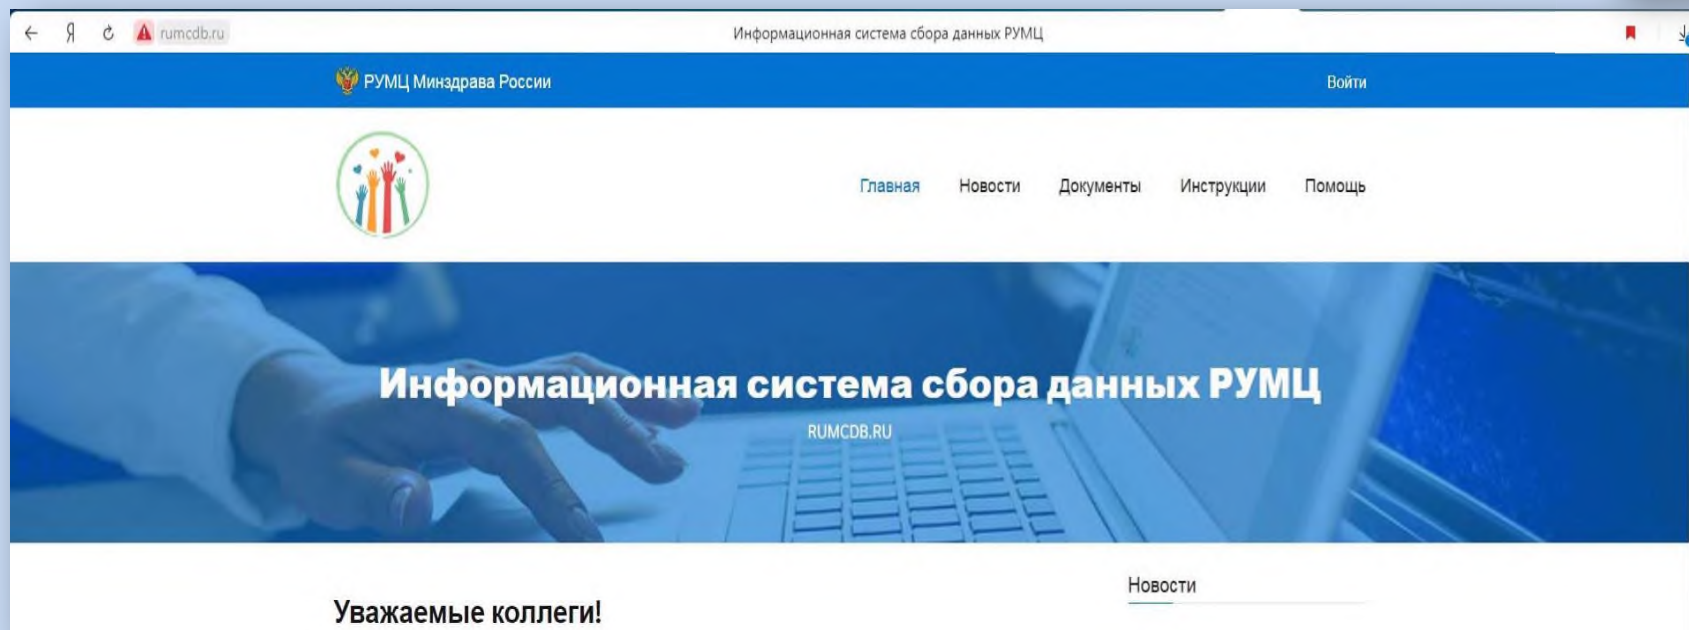 Я rumcdb.ru Информационная система сбора данных РУМЦ
РУМЦ Минздрава России Войти
Главная Новости Документы Инструкции Помощь
Информационная система сбора данных РУМЦ
RUMCDB.RU
Новости
Уважаемые коллеги!